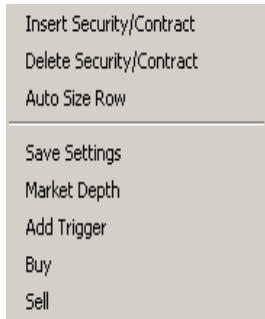 Insert Security/Contract
Delete Security/Contract
Auto Size Row
Save Settings
Market Depth
Add Trigger
Buy
Sell